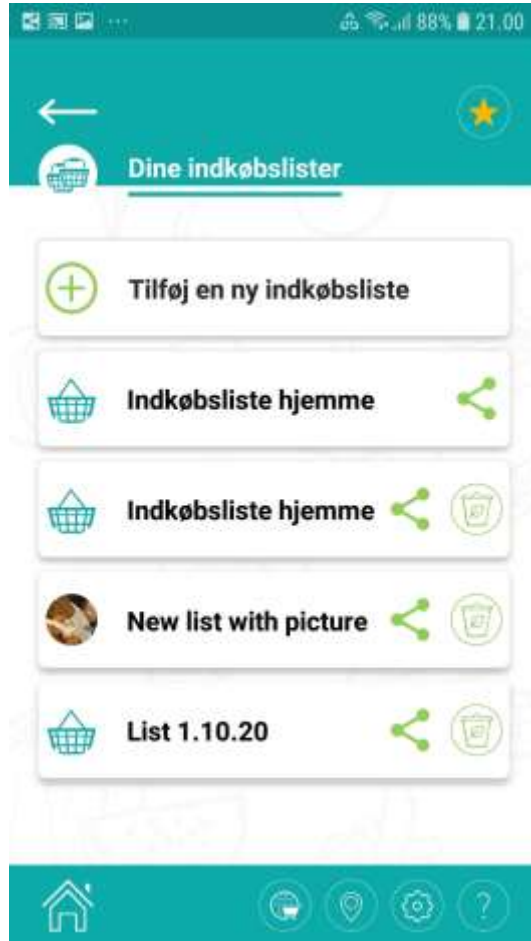 88% 21.00
Dine indkøbslister
Tilføj en ny indkøbsliste
Indkøbsliste hjemme
Indkøbsliste hjemme
New list with picture
List 1.10.20
?